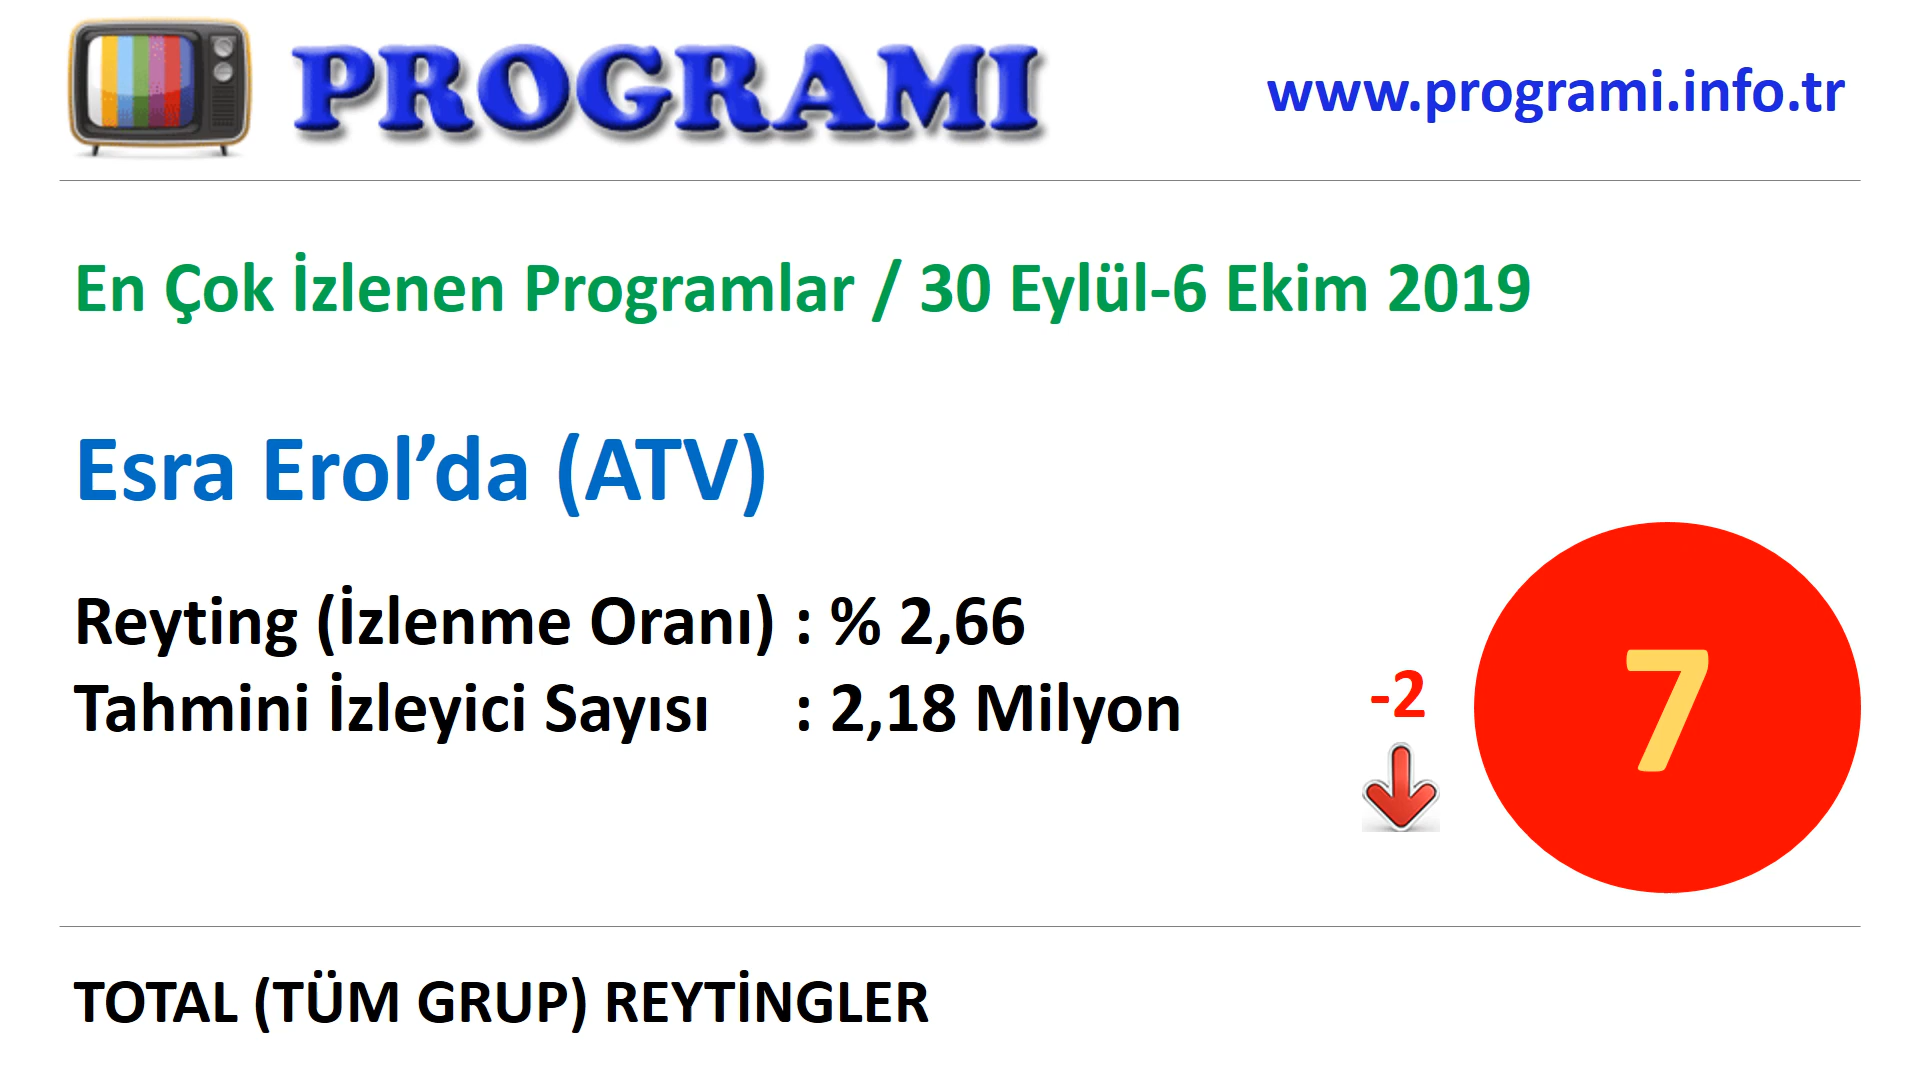 PROGRAMI
www.programi.info.tr
En Çok İzlenen Programlar / 30 Eylül-6 Ekim 2019
Esra Erol’da (ATV)
Reyting (İzlenme Oranı) : % 2,66
Tahmini İzleyici Sayısı : 2,18 Milyon
-2
7
TOTAL (TÜM GRUP) REYTİNGLER